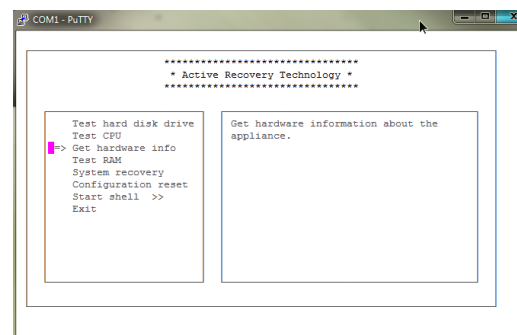 COM1 - PuTTY
*******************************
* Active Recovery Technology *
*******************************
Test hard disk drive
Test CPU
=> Get hardware info
Test RAM
System recovery
Configuration reset
Start shell >>
Exit
Get hardware information about the
appliance.